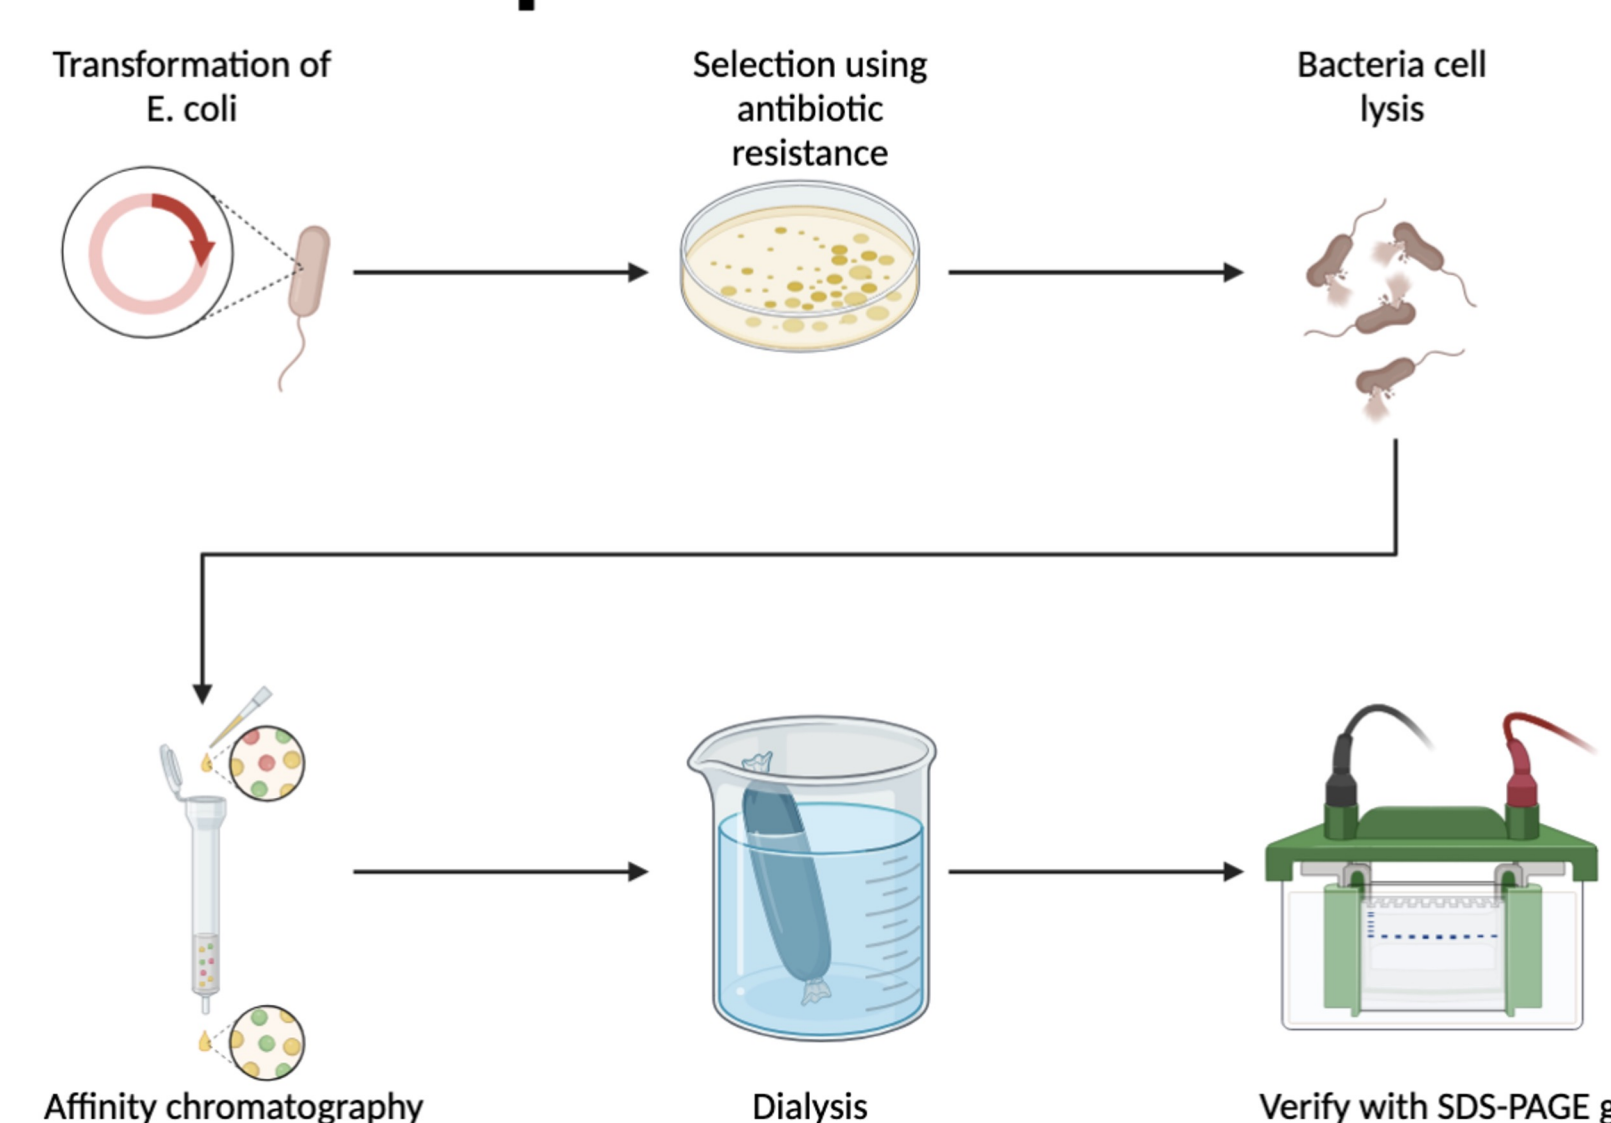 Transformation of
E. coli
Selection using
antibiotic
resistance
Bacteria cell
lysis
Affinity chromatography
Dialysis
Verify with SDS-PAGE